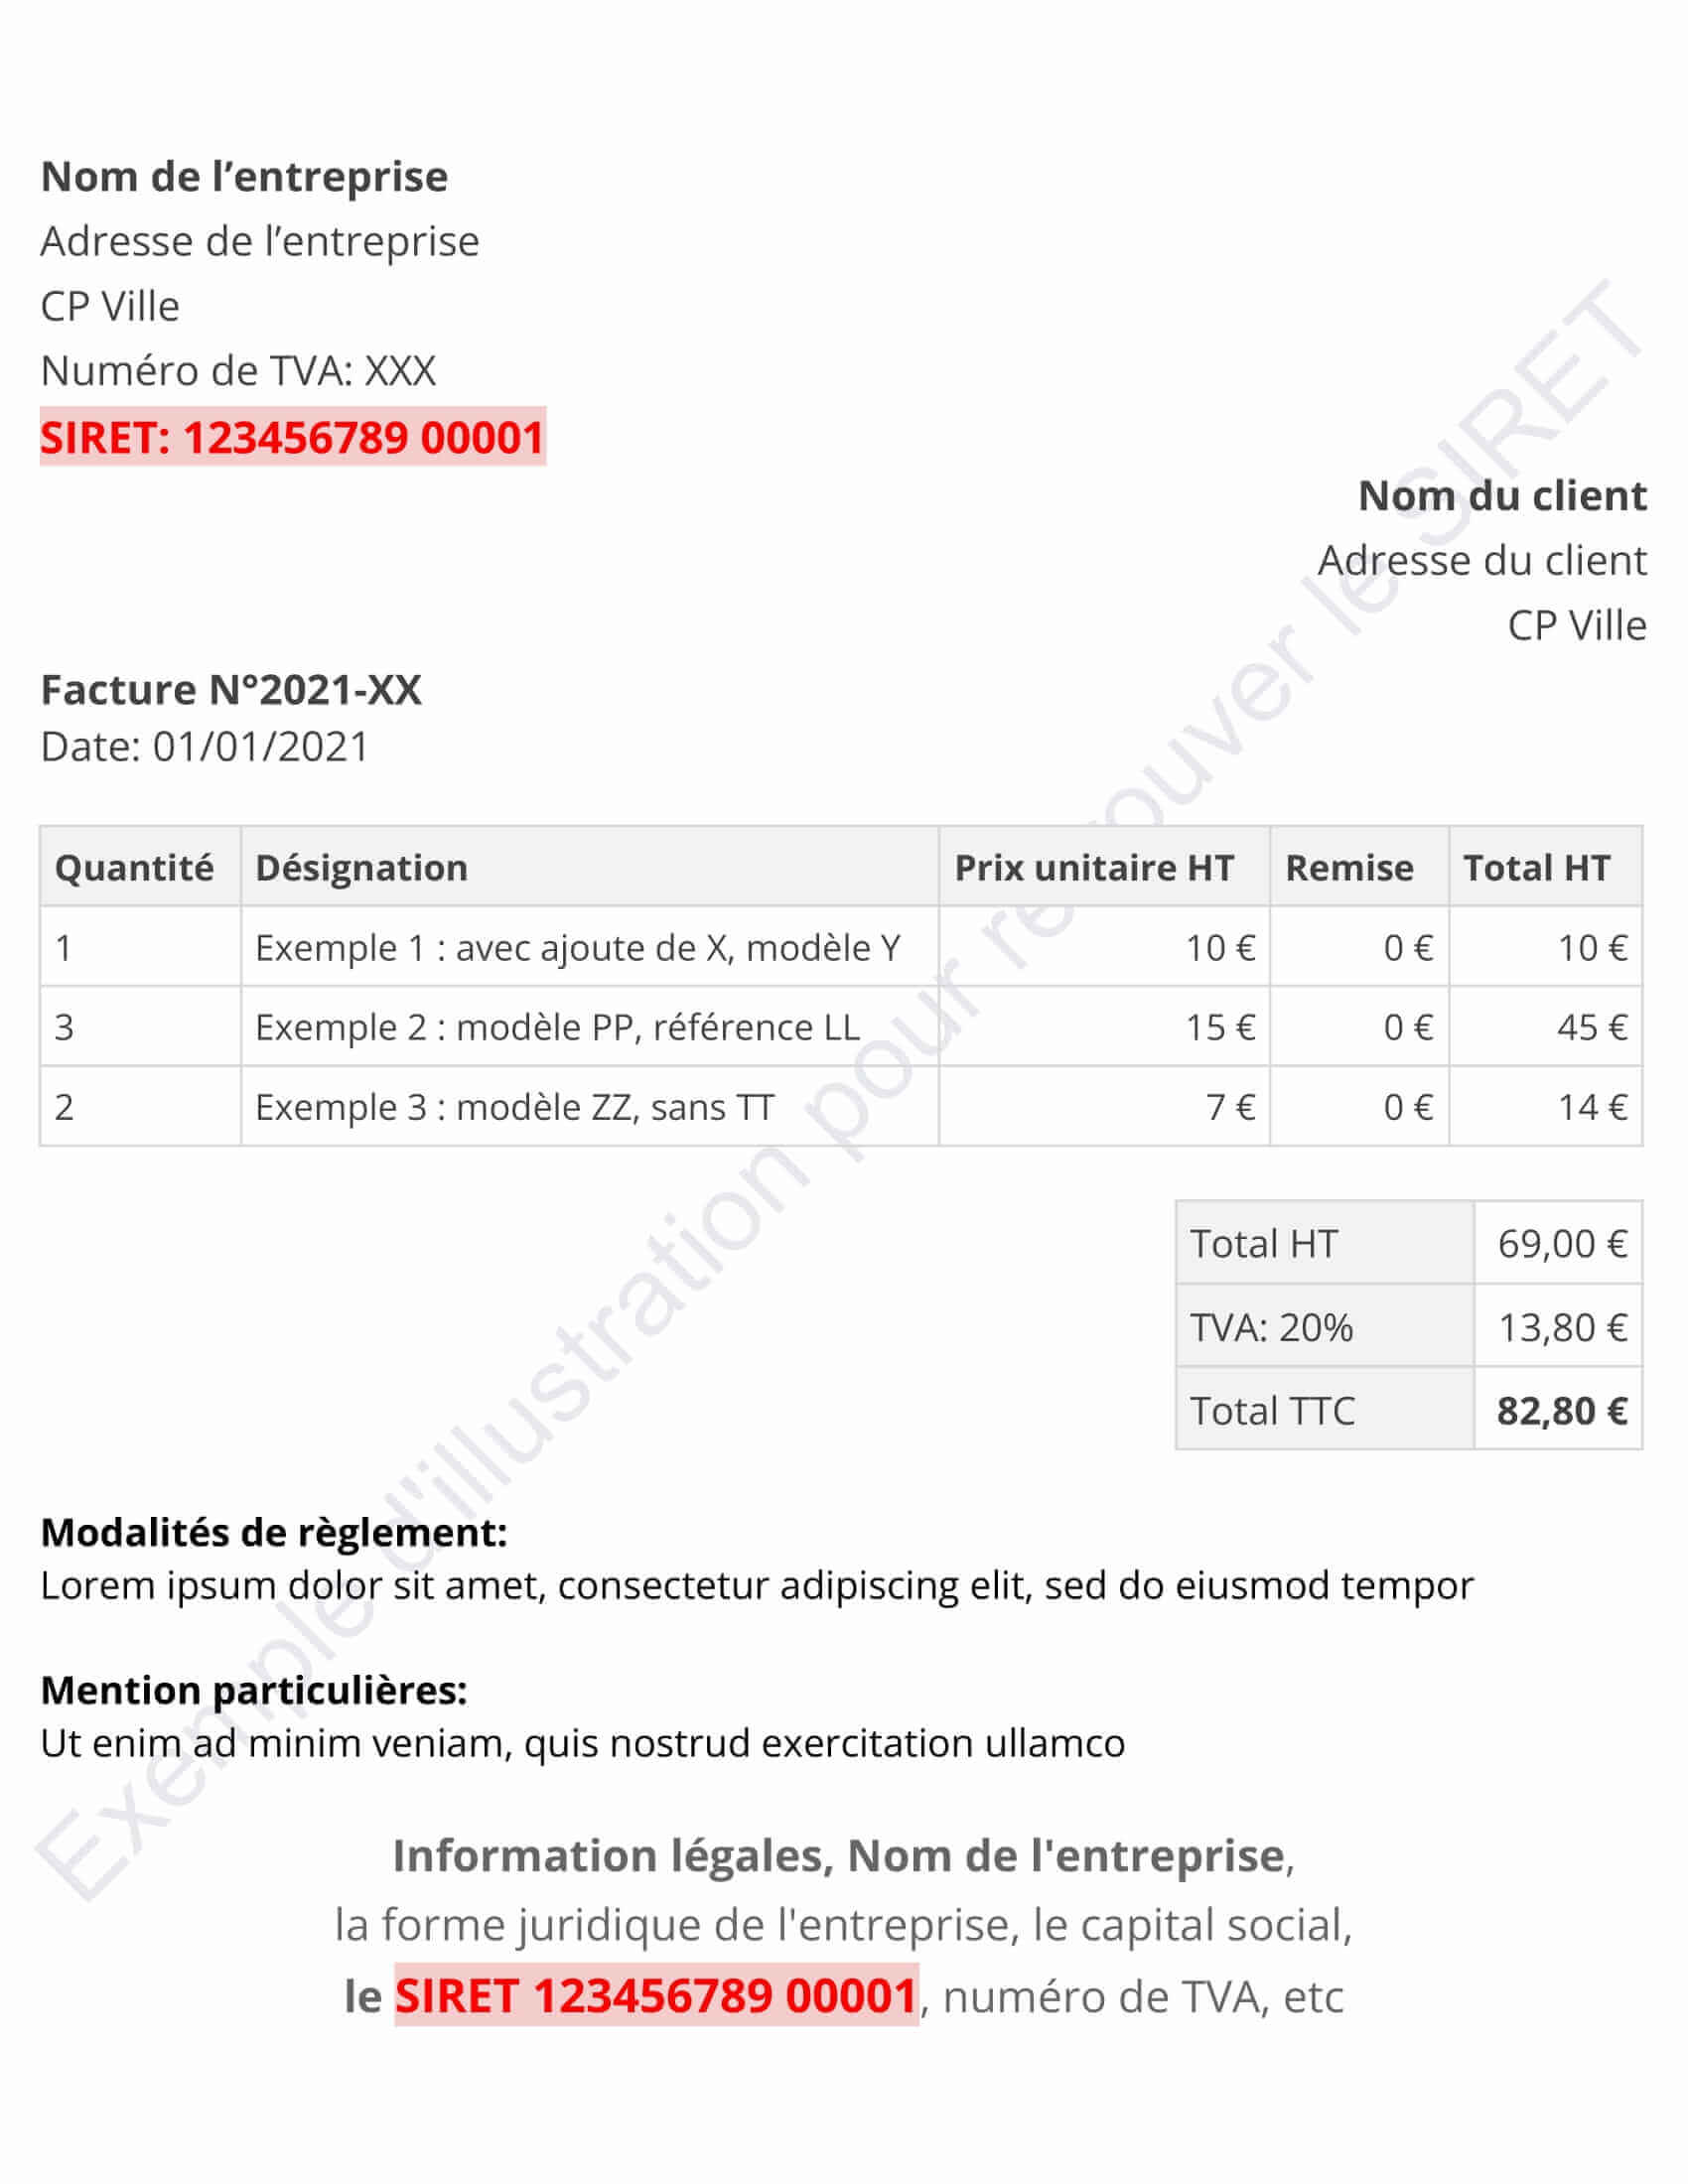 Nom de l’entreprise
Adresse de l’entreprise
CP Ville
Numéro de TVA: XXX
SIRET: 123456789 00001
Nom du client
Adresse du client
CP Ville
Facture N°2021-XX
Date: 01/01/2021
Quantité Désignation Prix unitaire HT Remise Total HT
1 Exemple 1 : avec ajoute de X, modèle Y 10 € 0 € 10 €
3 Exemple 2 : modèle PP, référence LL 15 € 0 € 45 €
2 Exemple 3 : modèle ZZ, sans TT 7 € 0 € 14 €
Total HT 69,00 €
TVA: 20% 13,80 €
Total TTC 82,80 €
Modalités de règlement:
Lorem ipsum dolor sit amet, consectetur adipiscing elit, sed do eiusmod tempor
Mention particulières:
Ut enim ad minim veniam, quis nostrud exercitation ullamco
Information légales, Nom de l'entreprise,
la forme juridique de l'entreprise, le capital social,
le SIRET 123456789 00001, numéro de TVA, etc
Exemple d'illustration pour retrouver le SIRET